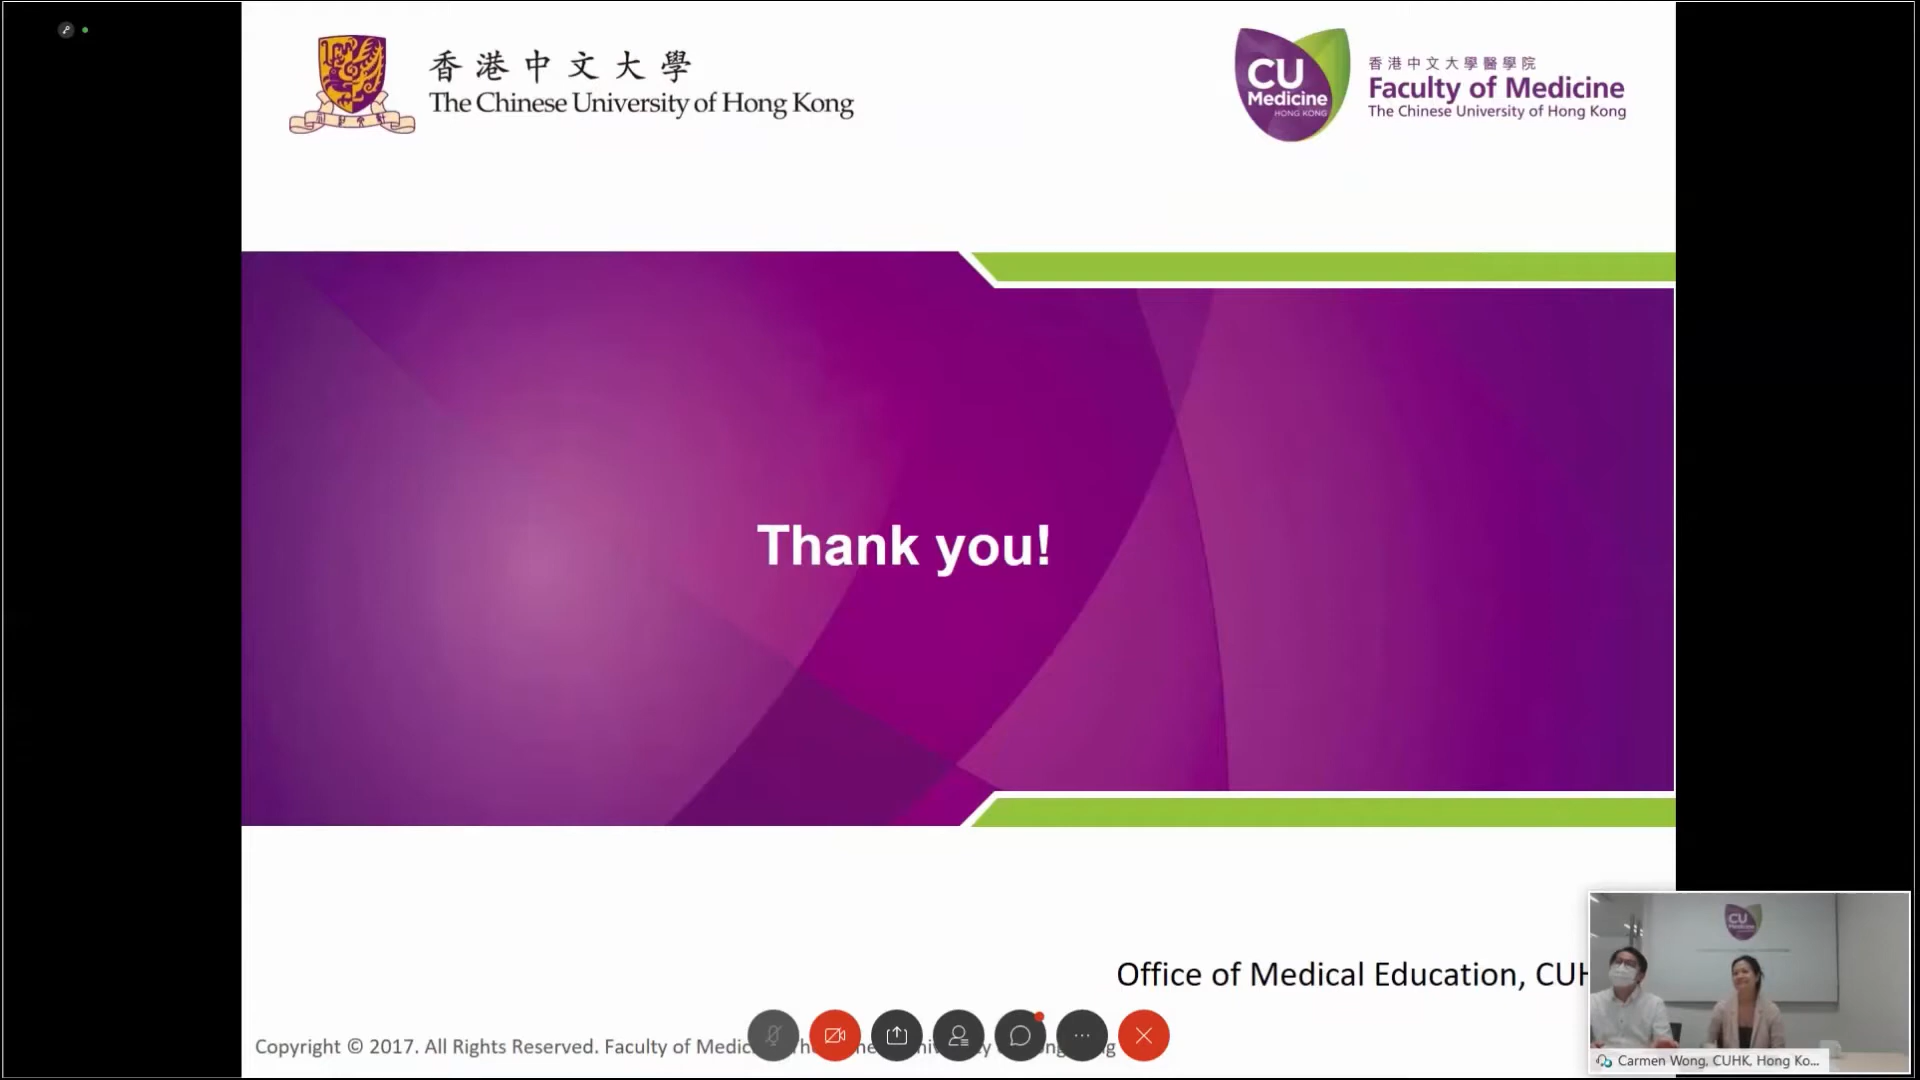 香港中文大學
The Chinese University of Hong Kong
CU
Medicine
HONG KONG
香港中文大學醫學院
Faculty of Medicine
The Chinese University of Hong Kong
Thank you!
Office of Medical Education, CUH
Copyright © 2017. All Rights Reserved. Faculty of Medic
CU
Medicine
Carmen Wong, CUHK, Hong Ko...